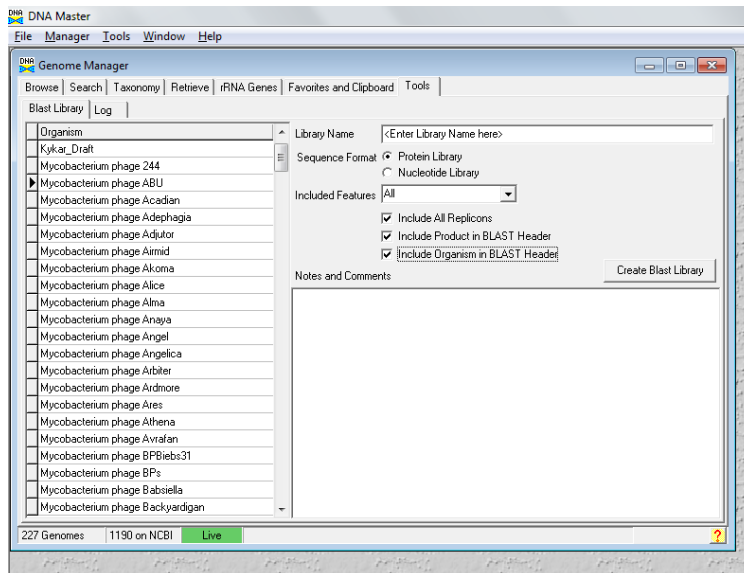 DNA Master
File Manager Tools Window Help
Genome Manager
Browse Search Taxonomy Retrieve rRNA Genes Favorites and Clipboard Tools
Blast Library Log
Organism
Kykar_Draft
Mycobacterium phage 244
Mycobacterium phage ABU
Mycobacterium phage Acadian
Mycobacterium phage Adephagia
Mycobacterium phage Adjutor
Mycobacterium phage Airmid
Mycobacterium phage Akoma
Mycobacterium phage Alice
Mycobacterium phage Alma
Mycobacterium phage Anaya
Mycobacterium phage Angel
Mycobacterium phage Angelica
Mycobacterium phage Arbiter
Mycobacterium phage Ardmore
Mycobacterium phage Ares
Mycobacterium phage Athena
Mycobacterium phage Avrafan
Mycobacterium phage BPBiebs31
Mycobacterium phage BPs
Mycobacterium phage Babsiella
Mycobacterium phage Backyardigan
Library Name <Enter Library Name here>
Sequence Format Protein Library
Nucleotide Library
Included Features All
Include All Replicons
Include Product in BLAST Header
Include Organism in BLAST Header
Create Blast Library
Notes and Comments
227 Genomes 1190 on NCBI Live ?